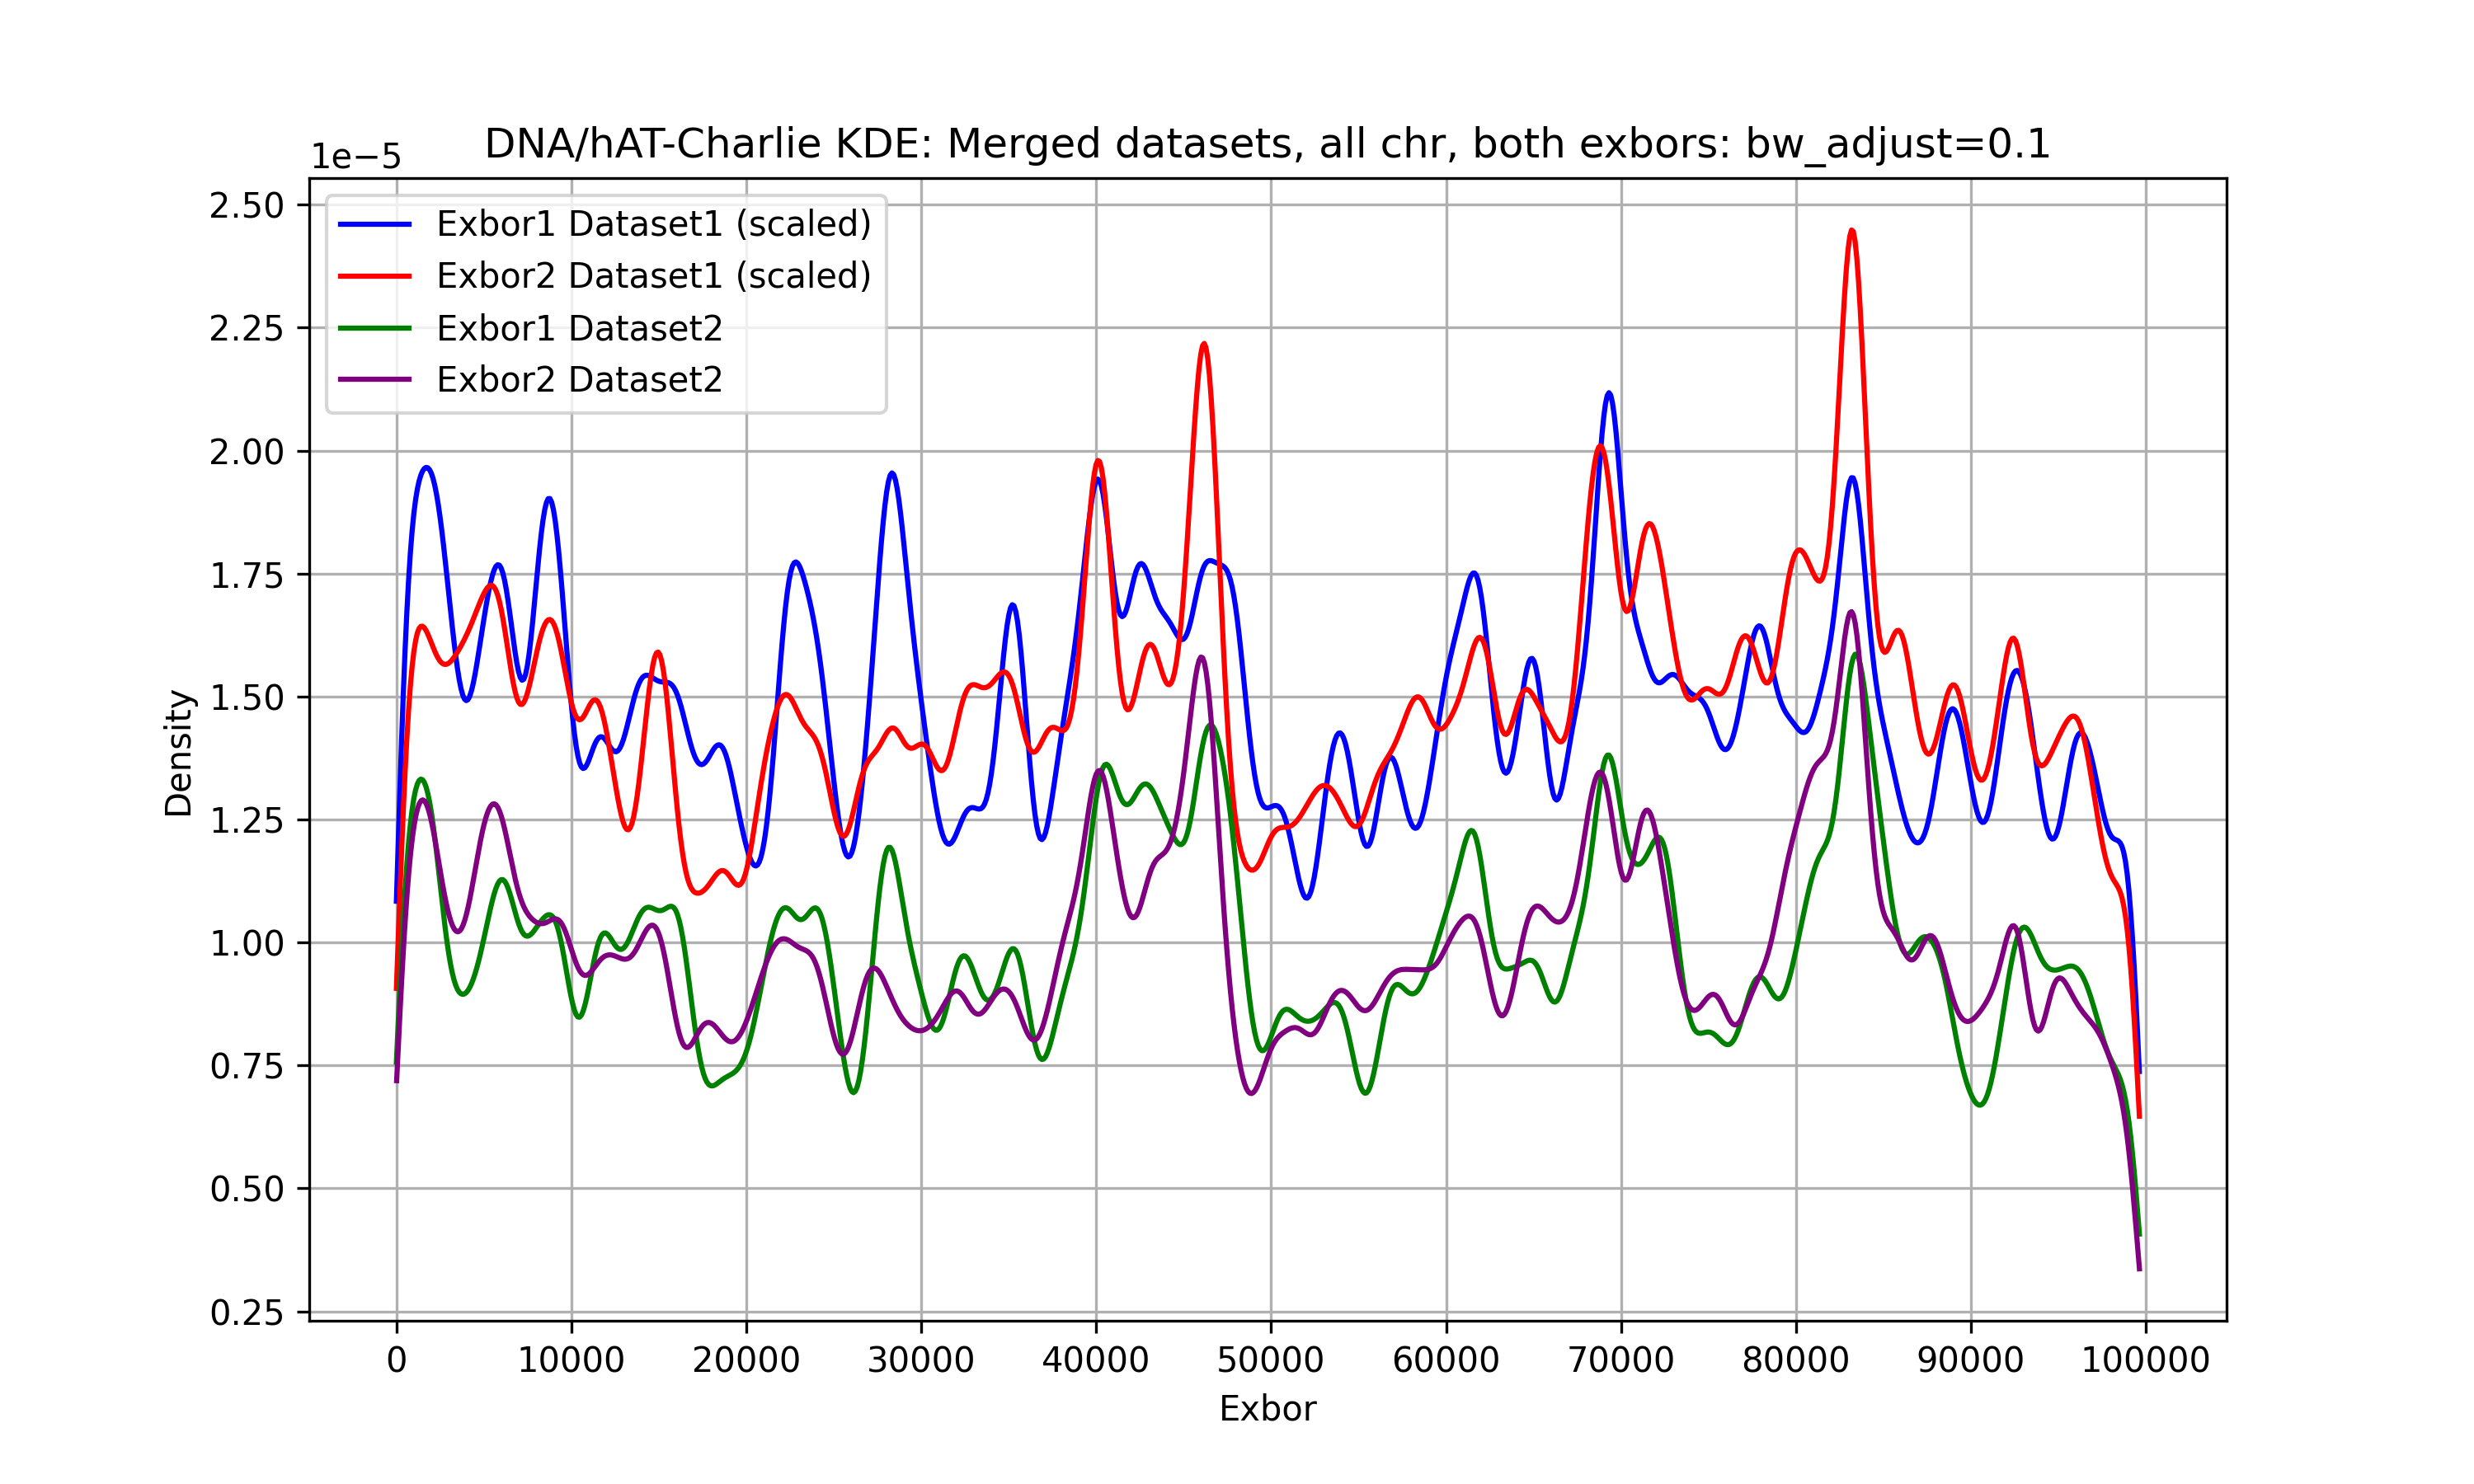 DNA/hAT-Charlie KDE: Merged datasets, all chr, both exbors: bw_adjust=0.1
1e−5
Exbor1 Dataset1 (scaled)
Exbor2 Dataset1 (scaled)
Exbor1 Dataset2
Exbor2 Dataset2
2.50
2.25
2.00
1.75
1.50
1.25
1.00
0.75
0.50
0.25
Density
0 10000 20000 30000 40000 50000 60000 70000 80000 90000 100000
Exbor